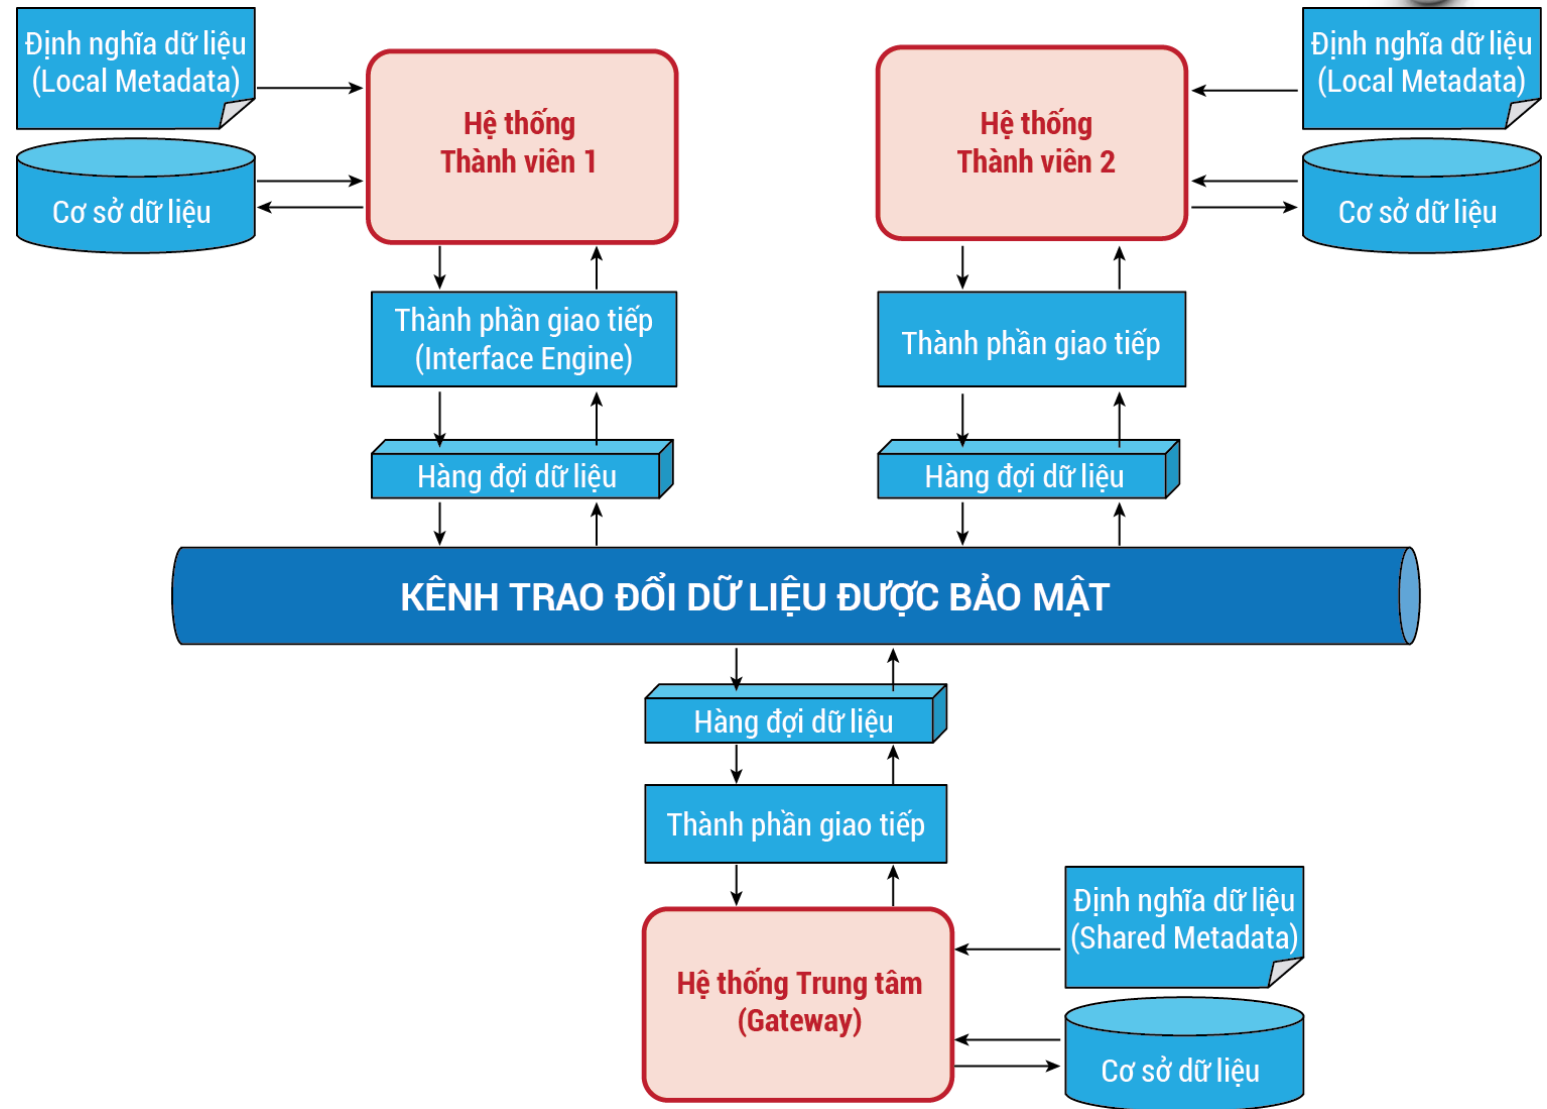 Định nghĩa dữ liệu
(Local Metadata)
Cơ sở dữ liệu
Hệ thống
Thành viên 1
Hệ thống
Thành viên 2
Định nghĩa dữ liệu
(Local Metadata)
Cơ sở dữ liệu
Thành phần giao tiếp
(Interface Engine)
Thành phần giao tiếp
Hàng đợi dữ liệu
Hàng đợi dữ liệu
KÊNH TRAO ĐỔI DỮ LIỆU ĐƯỢC BẢO MẬT
Hàng đợi dữ liệu
Thành phần giao tiếp
Hệ thống Trung tâm
(Gateway)
Định nghĩa dữ liệu
(Shared Metadata)
Cơ sở dữ liệu